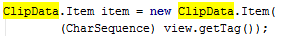 ClipData.Item item = new ClipData.Item(
(CharSequence) view.getTag());